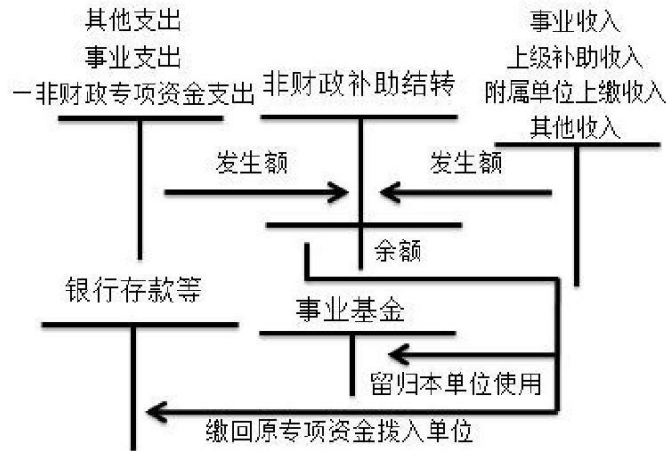 其他支出
事业支出
－非财政专项资金支出
非财政补助结转
事业收入
上级补助收入
附属单位上缴收入
其他收入
发生额
发生额
余额
银行存款等
事业基金
留归本单位使用
缴回原专项资金拨入单位